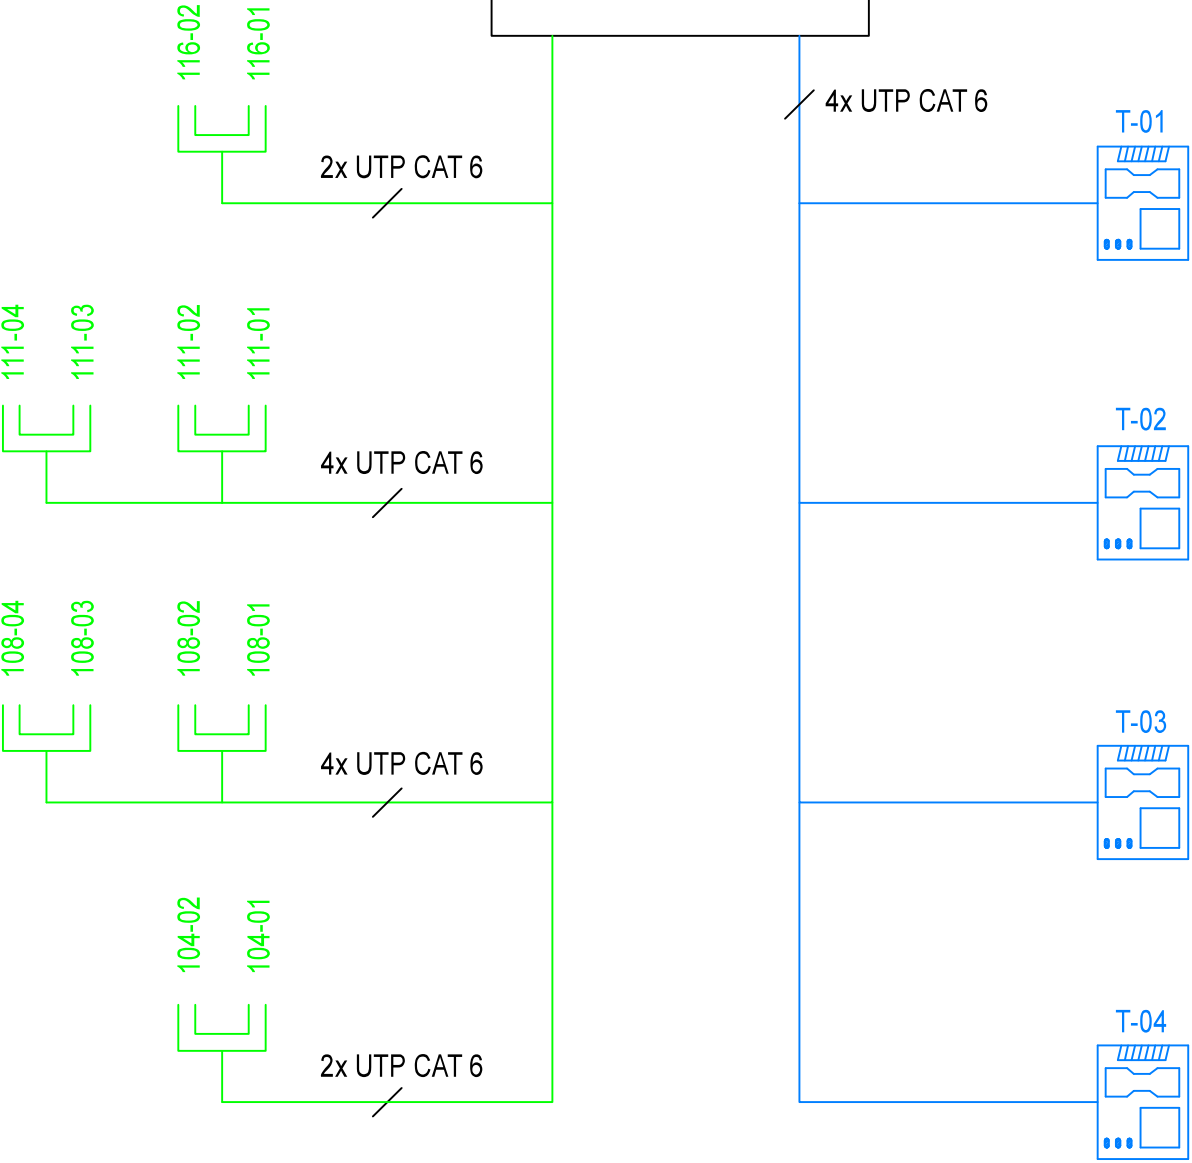 116-02
116-01
4x UTP CAT 6
T-01
2x UTP CAT 6
111-04
111-03
111-02
111-01
T-02
4x UTP CAT 6
108-04
108-03
108-02
108-01
T-03
4x UTP CAT 6
104-02
104-01
T-04
2x UTP CAT 6